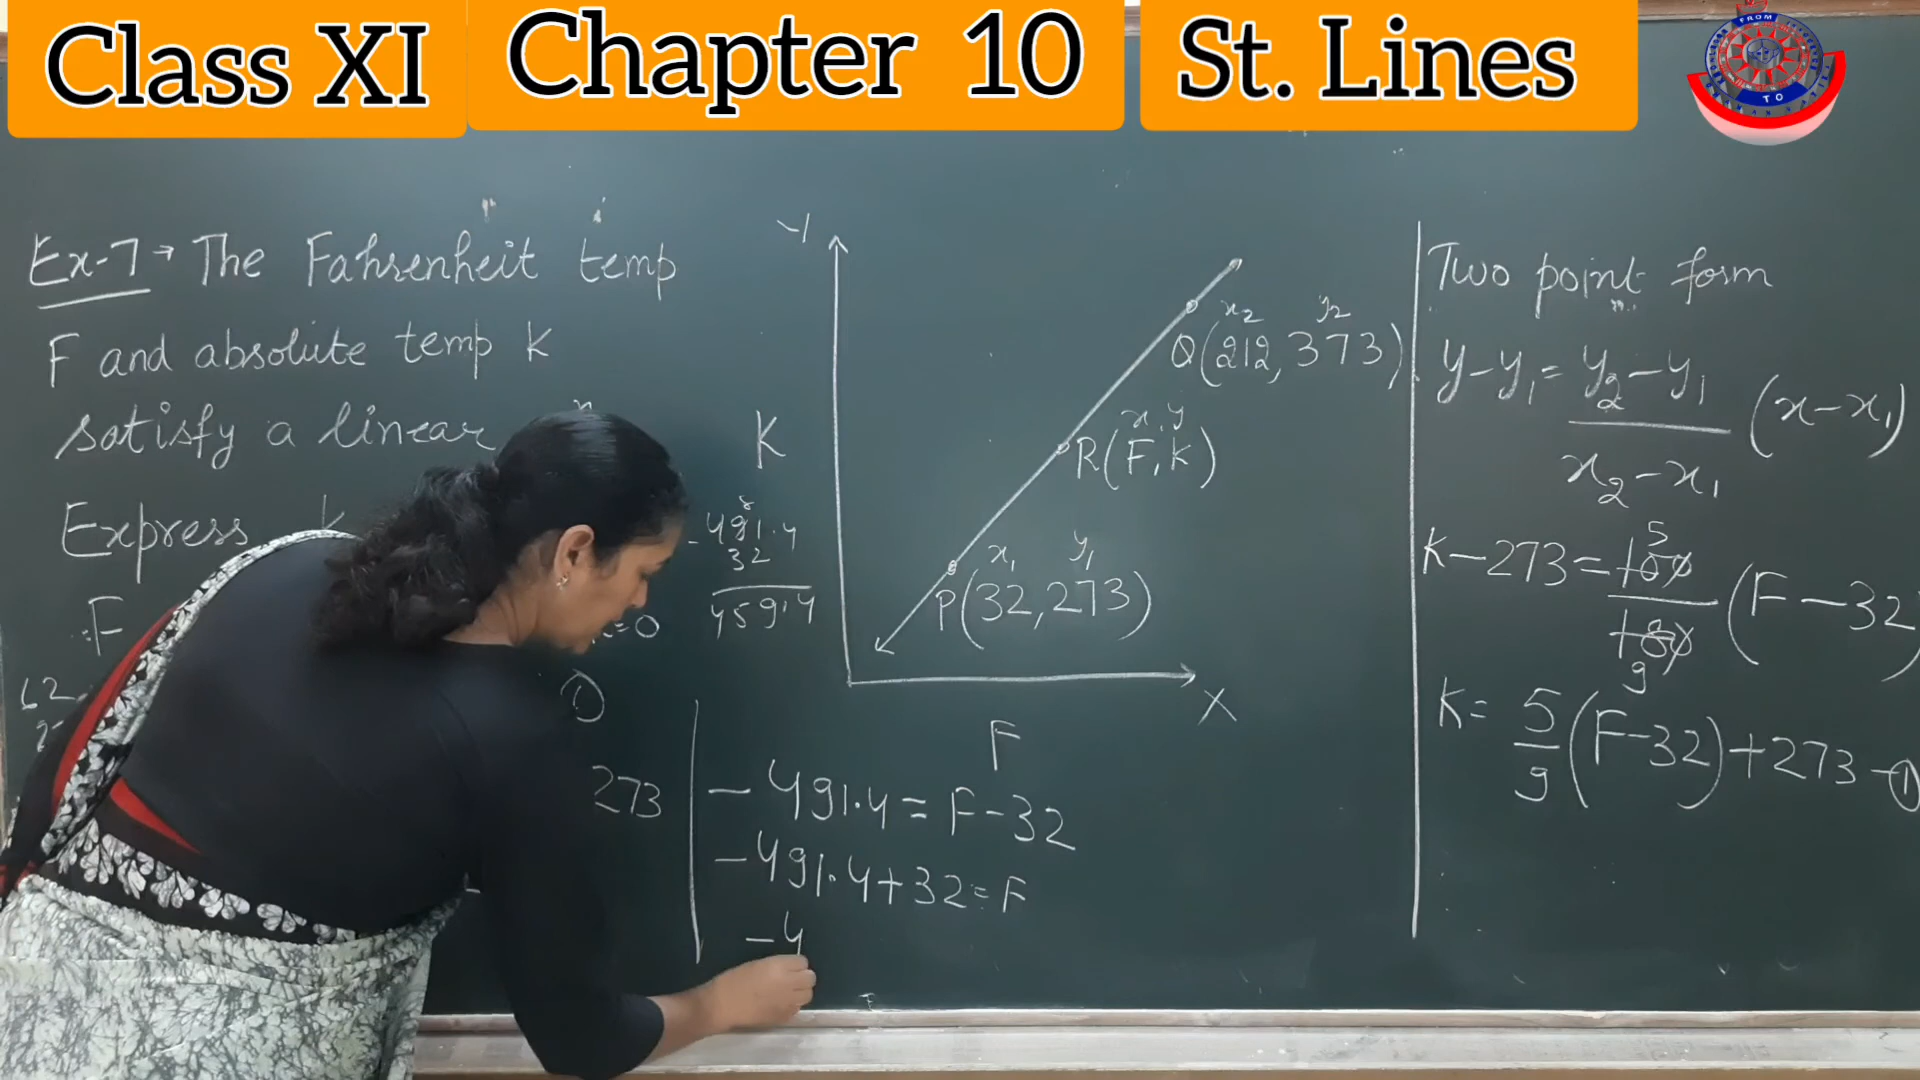 Class XI
Chapter 10
St. Lines
FROM
TO
Ex-7 → The Fahrenheit temp
F and absolute temp K
satisfy a linear
Express K
F
=0
①
273
-491.4
32
459.4
Y
K
X
F
x₂ y₂
Q(212, 373)
x, y
R(F, K)
x₁ y₁
P(32, 273)
-491.4 = F-32
-491.4+32 = F
-4
Two point form
y-y₁ = y₂-y₁ / x₂-x₁ (x-x₁)
K-273 = 100/180 (F-32)
5
9
K = 5/9 (F-32)+273 -①